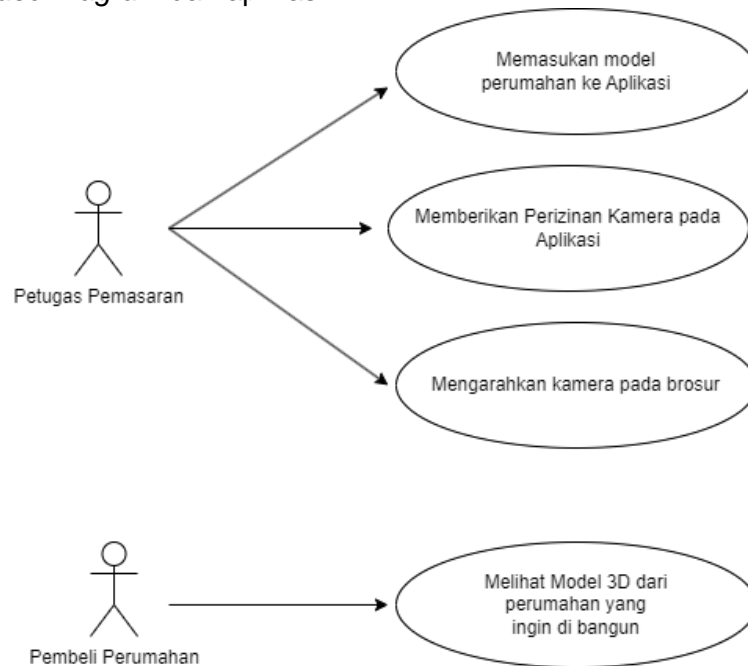 Memasukan model
perumahan ke Aplikasi
Memberikan Perizinan Kamera pada
Aplikasi
Petugas Pemasaran
Mengarahkan kamera pada brosur
Melihat Model 3D dari
perumahan yang
ingin di bangun
Pembeli Perumahan